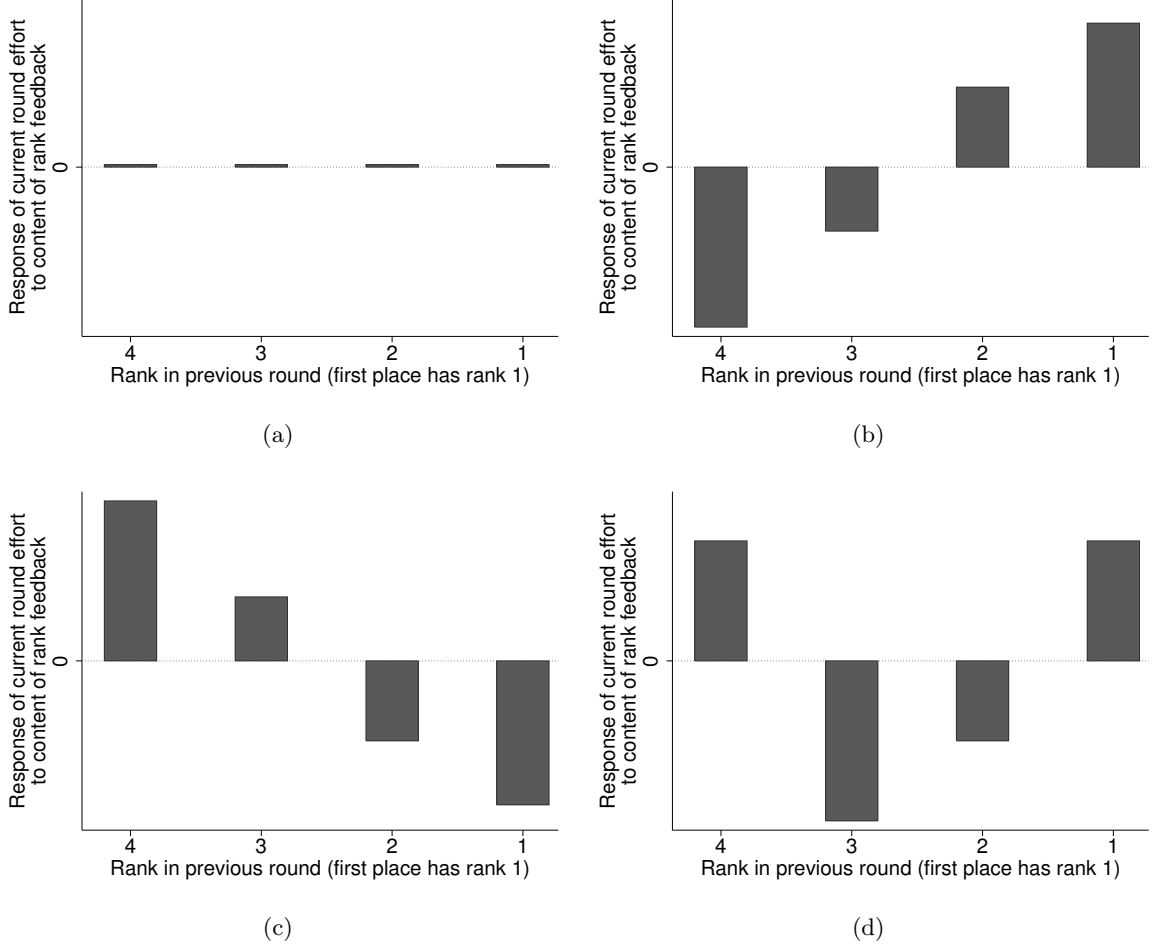 Response of current round effort
to content of rank feedback
0
4 3 2 1
Rank in previous round (first place has rank 1)
(a)
Response of current round effort
to content of rank feedback
0
4 3 2 1
Rank in previous round (first place has rank 1)
(b)
Response of current round effort
to content of rank feedback
0
4 3 2 1
Rank in previous round (first place has rank 1)
(c)
Response of current round effort
to content of rank feedback
0
4 3 2 1
Rank in previous round (first place has rank 1)
(d)